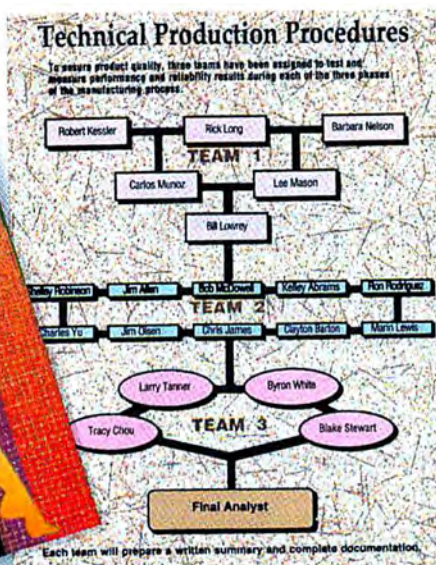 Technical Production Procedures
To assure product quality, three teams have been assigned to test and
measure performance and reliability results during each of the three phases
of the manufacturing process.
Robert Kessler
Rick Long
Barbara Nelson
TEAM 1
Carlos Munoz
Lee Mason
Bill Lowrey
Shelley Robinson
Jim Allen
Bob McDowell
Kelley Abrams
Ron Rodriguez
TEAM 2
Charles Yu
Jim Olsen
Chris James
Clayton Barton
Marin Lewis
Larry Tanner
Byron White
TEAM 3
Tracy Chou
Blake Stewart
Final Analyst
Each team will prepare a written summary and complete documentation.